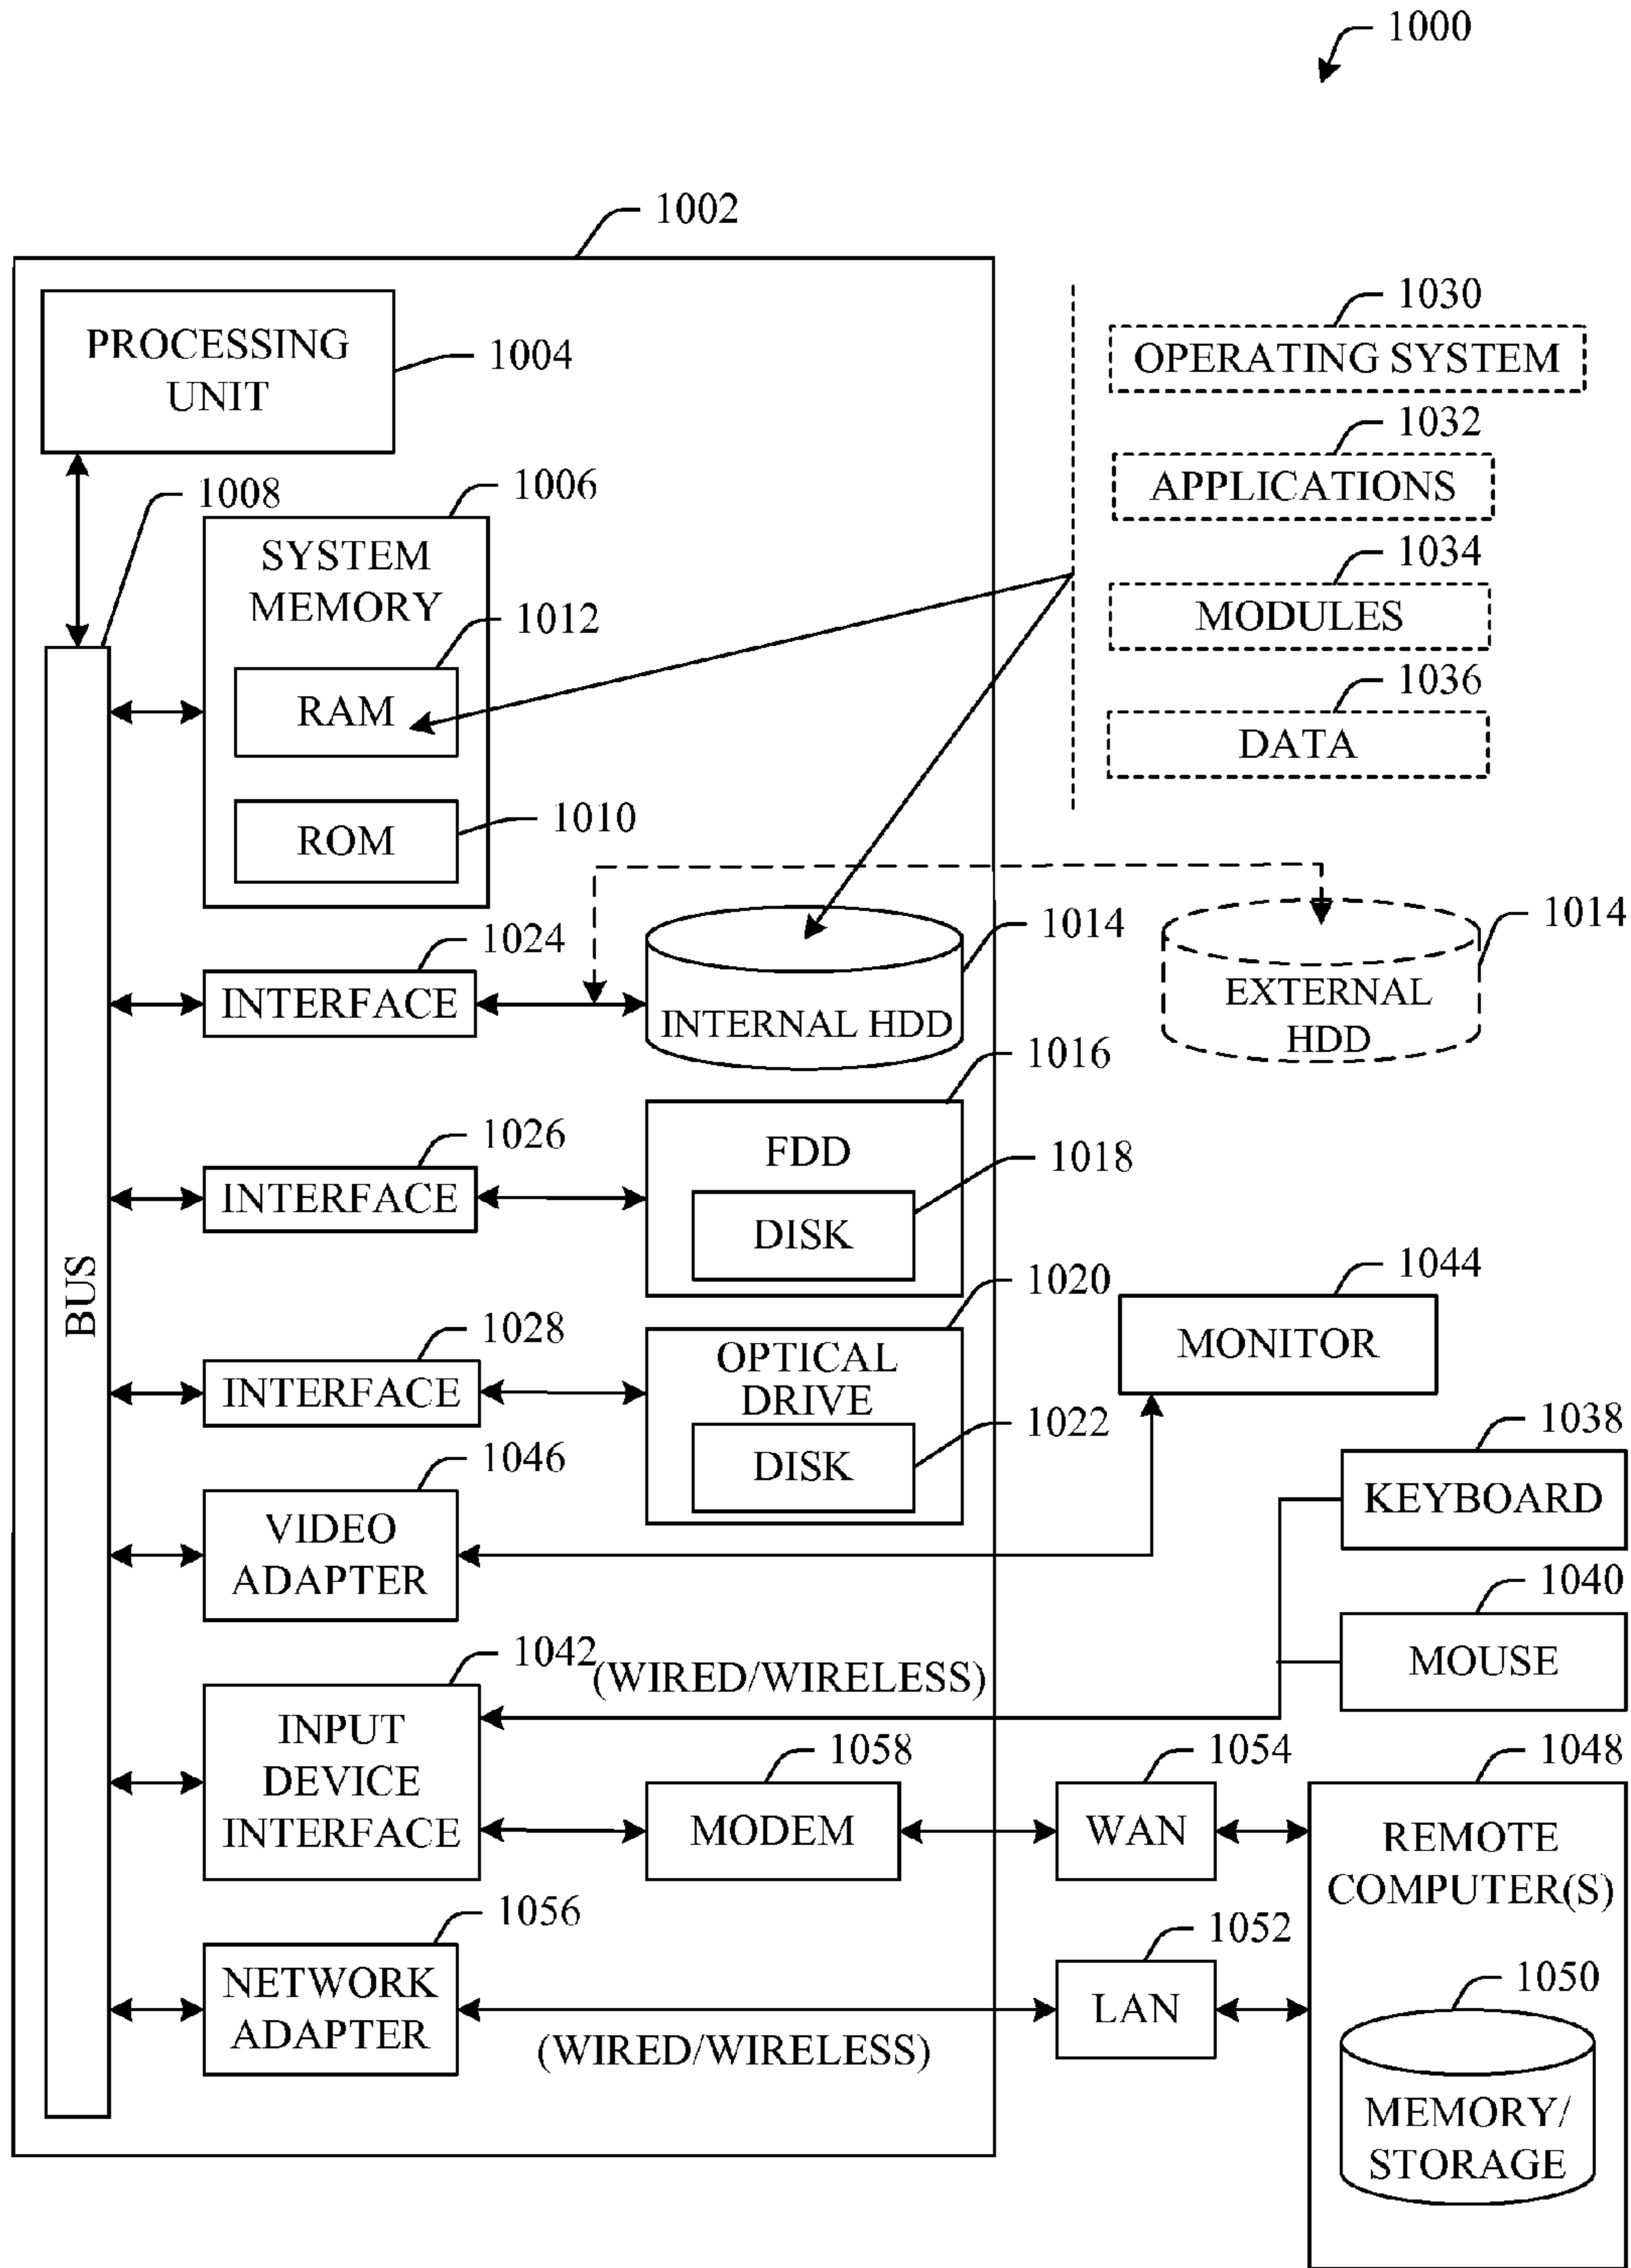 1000
1002
PROCESSING
UNIT
1004
1030
OPERATING SYSTEM
1032
APPLICATIONS
1034
MODULES
1036
DATA
1008
1006
SYSTEM
MEMORY
1012
RAM
1010
ROM
1024
INTERFACE
1014
INTERNAL HDD
1014
EXTERNAL
HDD
1016
FDD
1018
DISK
1026
INTERFACE
BUS
1020
OPTICAL
DRIVE
1022
DISK
1028
INTERFACE
1044
MONITOR
1046
VIDEO
ADAPTER
1038
KEYBOARD
1040
MOUSE
1042
(WIRED/WIRELESS)
INPUT
DEVICE
INTERFACE
1058
MODEM
1054
WAN
1048
REMOTE
COMPUTER(S)
1056
NETWORK
ADAPTER
(WIRED/WIRELESS)
1052
LAN
1050
MEMORY/
STORAGE